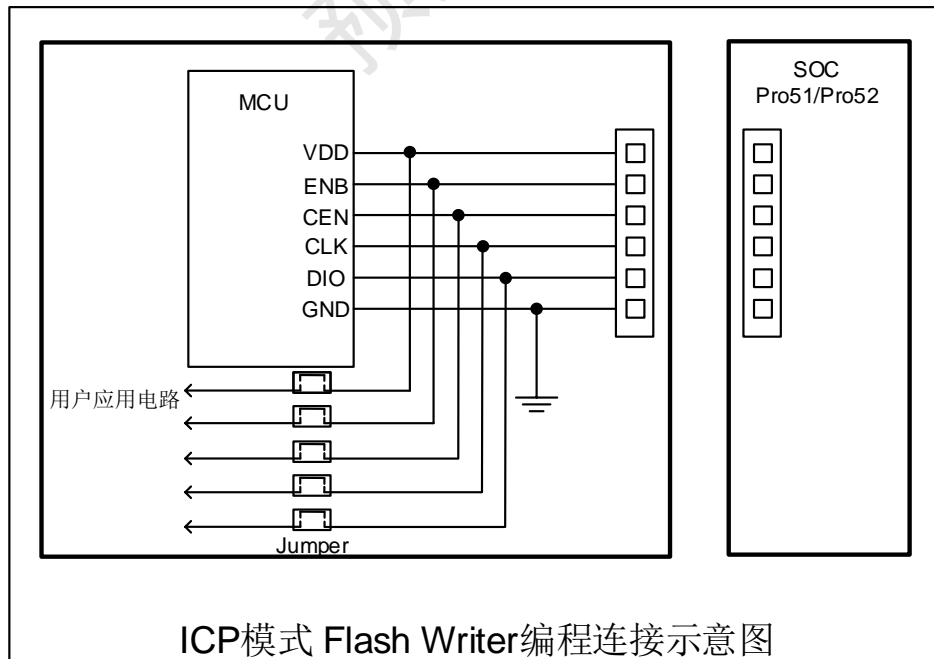 预
MCU
VDD
ENB
CEN
CLK
DIO
GND
SOC
Pro51/Pro52
用户应用电路
Jumper
ICP模式 Flash Writer编程连接示意图